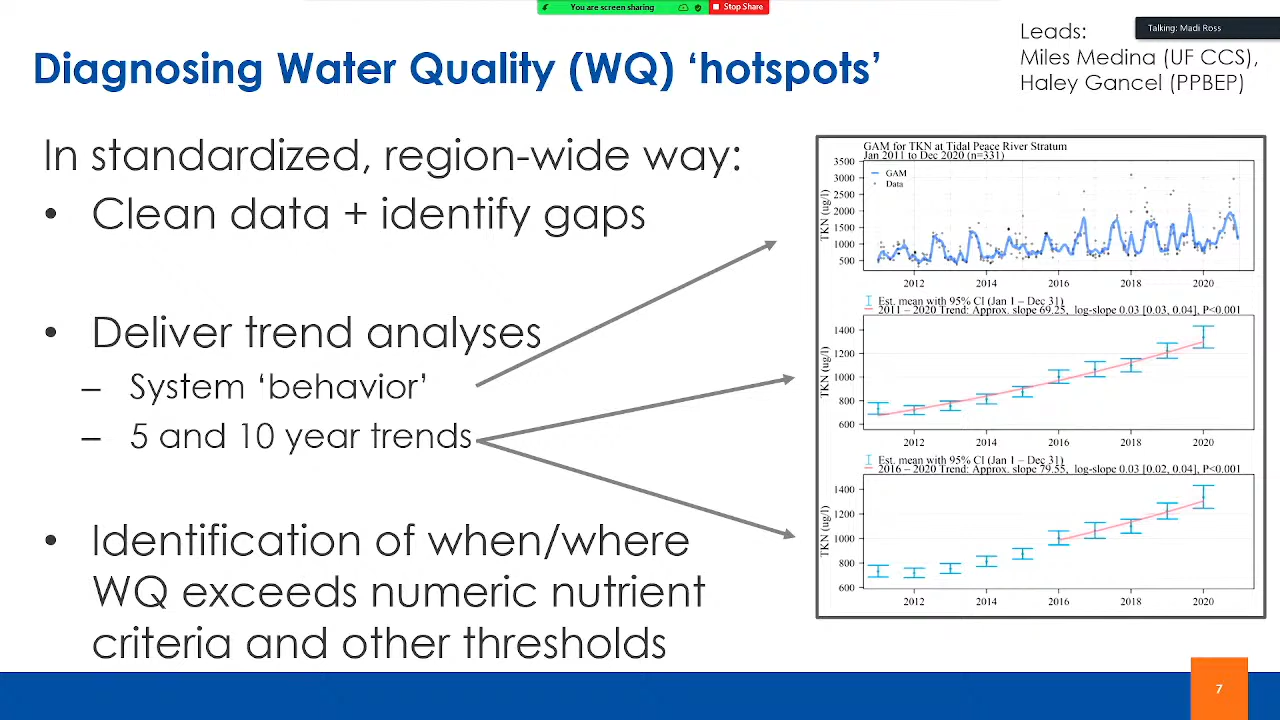 You are screen sharing
Stop Share
Talking: Madi Ross
Diagnosing Water Quality (WQ) ‘hotspots’
Leads:
Miles Medina (UF CCS),
Haley Gancel (PPBEP)
In standardized, region-wide way:
• Clean data + identify gaps
• Deliver trend analyses
– System ‘behavior’
– 5 and 10 year trends
• Identification of when/where
WQ exceeds numeric nutrient
criteria and other thresholds
GAM for TKN at Tidal Peace River Stratum
Jan 2011 to Dec 2020 (n=331)
GAM
Data
TKN (ug/l)
3500
3000
2500
2000
1500
1000
500
2012 2014 2016 2018 2020
Est. mean with 95% CI (Jan 1 – Dec 31)
2011 – 2020 Trend: Approx. slope 69.25, log-slope 0.03 [0.03, 0.04], P<0.001
TKN (ug/l)
1400
1200
1000
800
600
2012 2014 2016 2018 2020
Est. mean with 95% CI (Jan 1 – Dec 31)
2016 – 2020 Trend: Approx. slope 79.55, log-slope 0.03 [0.02, 0.04], P<0.001
TKN (ug/l)
1400
1200
1000
800
600
2012 2014 2016 2018 2020
7